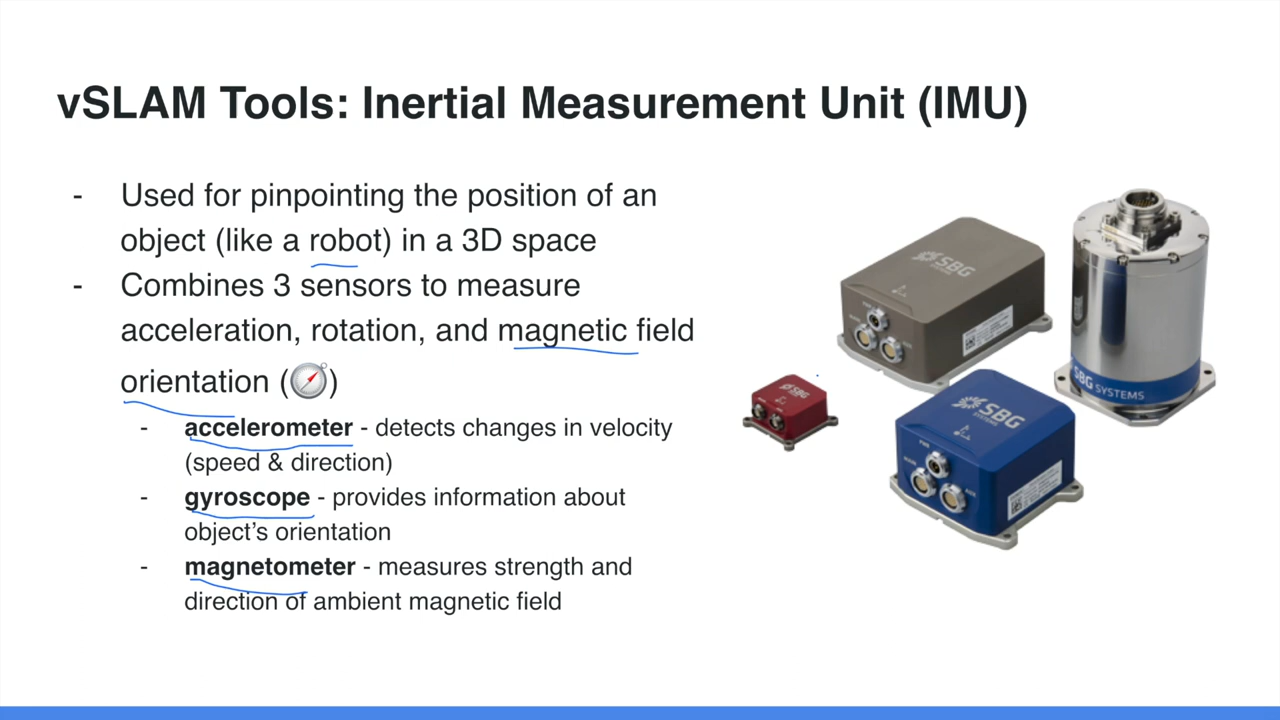 vSLAM Tools: Inertial Measurement Unit (IMU)
- Used for pinpointing the position of an
object (like a robot) in a 3D space
- Combines 3 sensors to measure
acceleration, rotation, and magnetic field
orientation (🧭)
- accelerometer - detects changes in velocity
(speed & direction)
- gyroscope - provides information about
object’s orientation
- magnetometer - measures strength and
direction of ambient magnetic field
SBG
SBG SYSTEMS
SBG
SBG